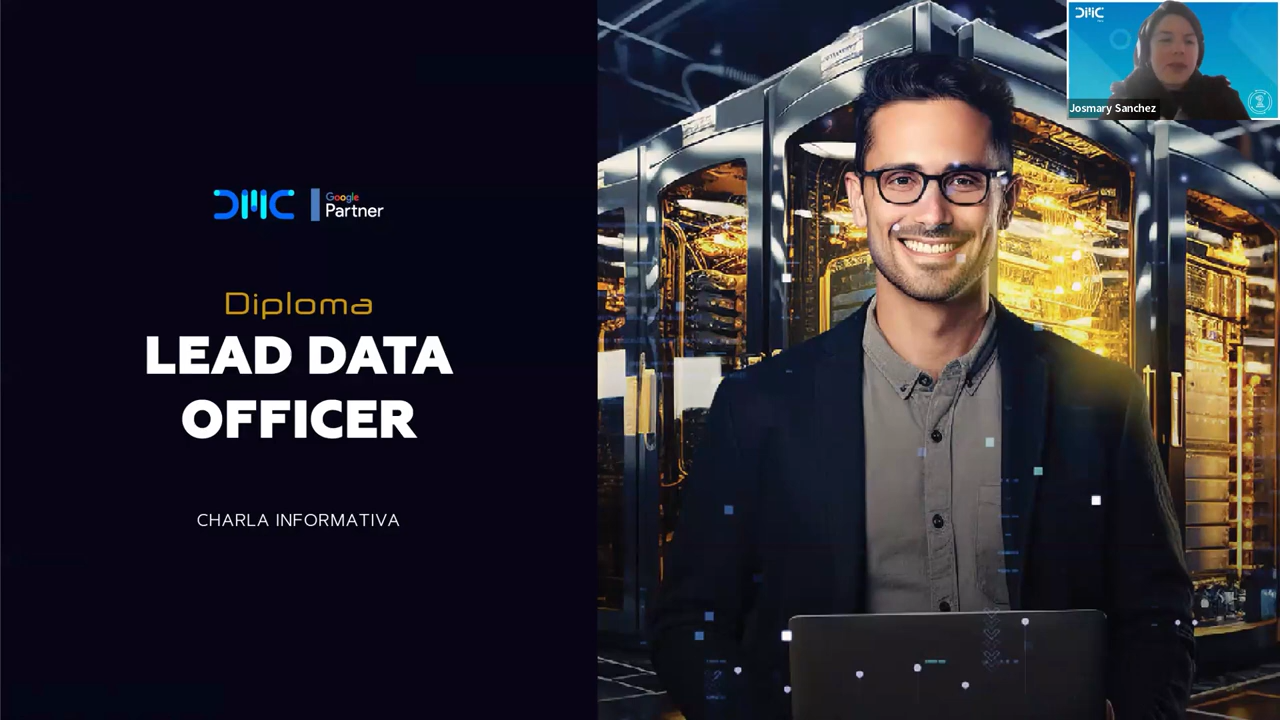 DMC
Google
Partner
Diploma
LEAD DATA
OFFICER
CHARLA INFORMATIVA
DMC
Josmary Sanchez